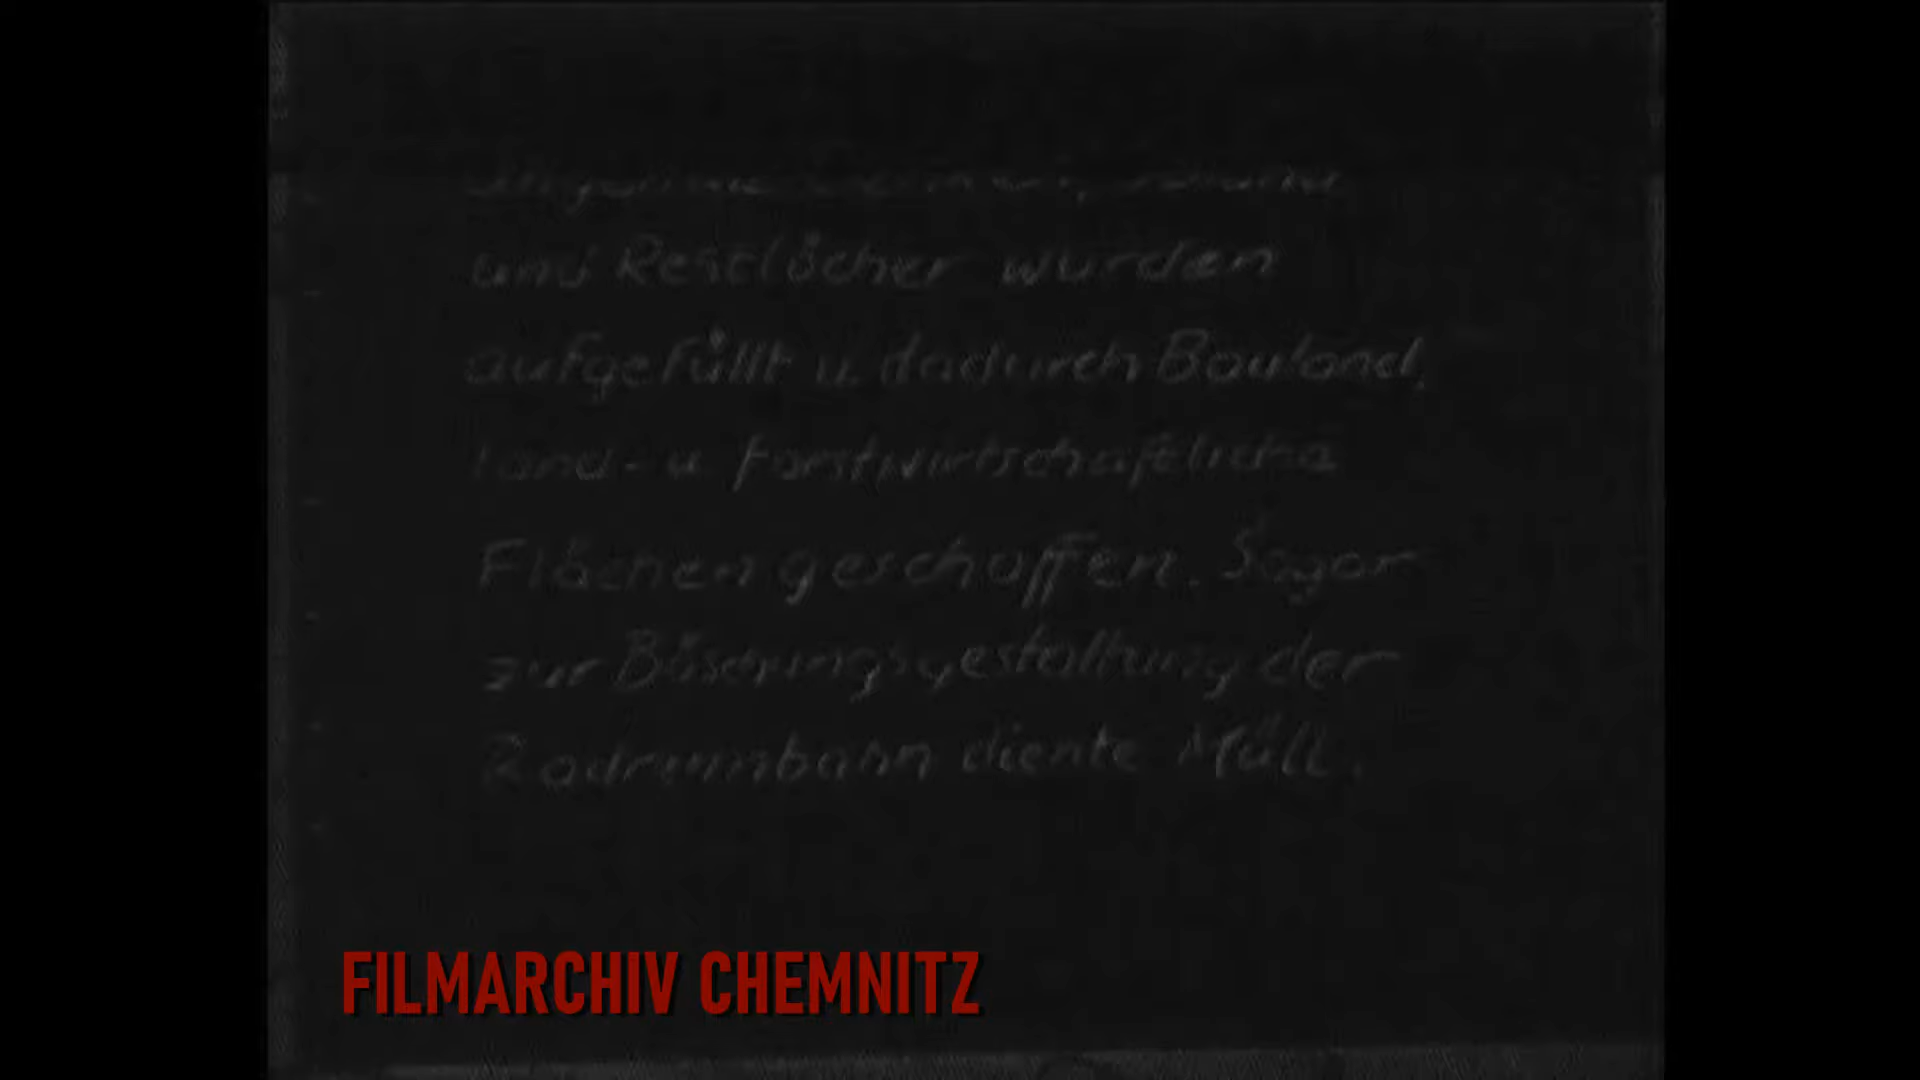 und Restlöcher wurden
aufgefüllt u. dadurch Bauland,
land- u. forstwirtschaftliche
Flächen geschaffen. Sogar
zur Böschungsgestaltung der
Radrennbahn diente Müll.
FILMARCHIV CHEMNITZ